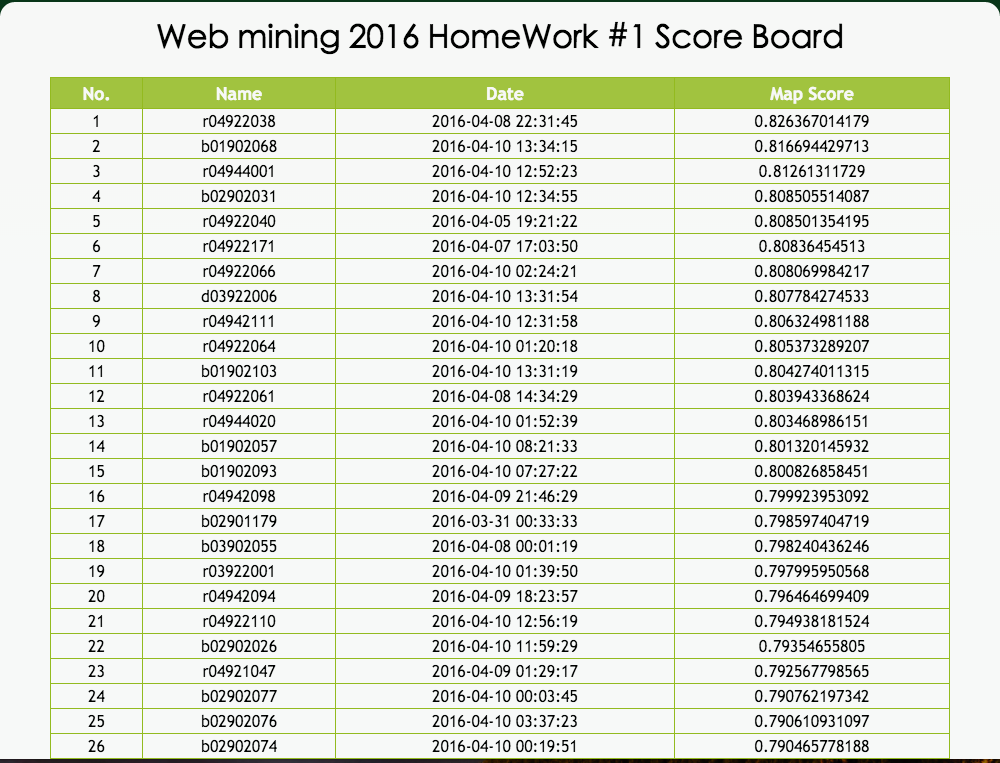 Web mining 2016 HomeWork #1 Score Board
No. Name Date Map Score
1 r04922038 2016-04-08 22:31:45 0.826367014179
2 b01902068 2016-04-10 13:34:15 0.816694429713
3 r04944001 2016-04-10 12:52:23 0.81261311729
4 b02902031 2016-04-10 12:34:55 0.808505514087
5 r04922040 2016-04-05 19:21:22 0.808501354195
6 r04922171 2016-04-07 17:03:50 0.80836454513
7 r04922066 2016-04-10 02:24:21 0.808069984217
8 d03922006 2016-04-10 13:31:54 0.807784274533
9 r04942111 2016-04-10 12:31:58 0.806324981188
10 r04922064 2016-04-10 01:20:18 0.805373289207
11 b01902103 2016-04-10 13:31:19 0.804274011315
12 r04922061 2016-04-08 14:34:29 0.803943368624
13 r04944020 2016-04-10 01:52:39 0.803468986151
14 b01902057 2016-04-10 08:21:33 0.801320145932
15 b01902093 2016-04-10 07:27:22 0.800826858451
16 r04942098 2016-04-09 21:46:29 0.799923953092
17 b02901179 2016-03-31 00:33:33 0.798597404719
18 b03902055 2016-04-08 00:01:19 0.798240436246
19 r03922001 2016-04-10 01:39:50 0.797995950568
20 r04942094 2016-04-09 18:23:57 0.796464699409
21 r04922110 2016-04-10 12:56:19 0.794938181524
22 b02902026 2016-04-10 11:59:29 0.79354655805
23 r04921047 2016-04-09 01:29:17 0.792567798565
24 b02902077 2016-04-10 00:03:45 0.790762197342
25 b02902076 2016-04-10 03:37:23 0.790610931097
26 b02902074 2016-04-10 00:19:51 0.790465778188